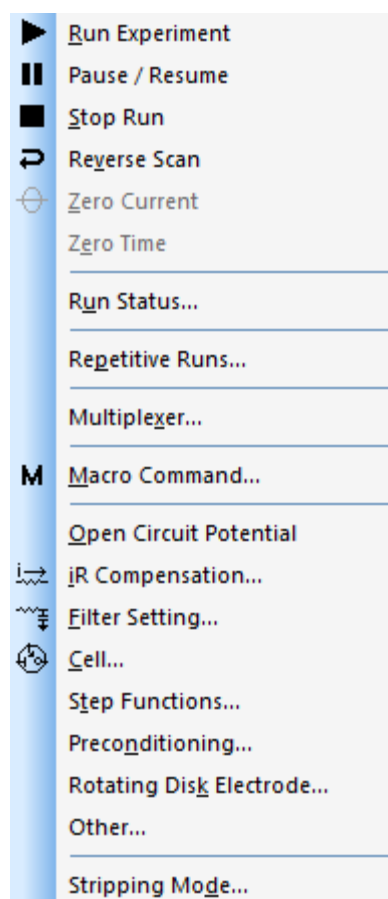 Run Experiment
Pause / Resume
Stop Run
Reverse Scan
Zero Current
Zero Time
Run Status...
Repetitive Runs...
Multiplexer...
M Macro Command...
Open Circuit Potential
i iR Compensation...
Filter Setting...
Cell...
Step Functions...
Preconditioning...
Rotating Disk Electrode...
Other...
Stripping Mode...